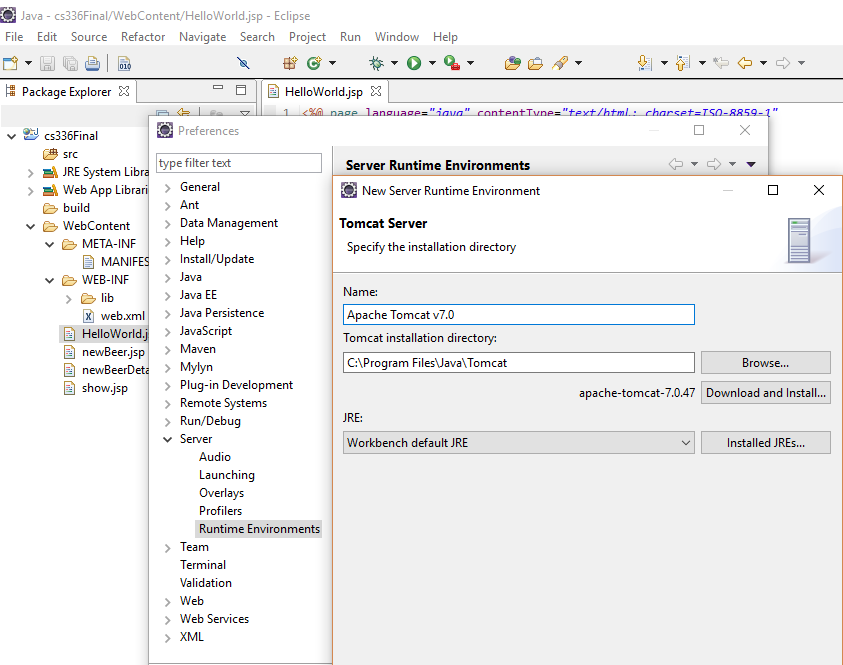 Java - cs336Final/WebContent/HelloWorld.jsp - Eclipse
File Edit Source Refactor Navigate Search Project Run Window Help
010
Package Explorer
HelloWorld.jsp
1 <%@ page language="java" contentType="text/html; charset=ISO-8859-1"
cs336Final
src
JRE System Libra
Web App Librari
build
WebContent
META-INF
MANIFES
WEB-INF
lib
web.xml
HelloWorld.j
newBeer.jsp
newBeerDeta
show.jsp
Preferences
type filter text
General
Ant
Data Management
Help
Install/Update
Java
Java EE
Java Persistence
JavaScript
Maven
Mylyn
Plug-in Development
Remote Systems
Run/Debug
Server
Audio
Launching
Overlays
Profilers
Runtime Environments
Team
Terminal
Validation
Web
Web Services
XML
Server Runtime Environments
New Server Runtime Environment
Tomcat Server
Specify the installation directory
Name:
Apache Tomcat v7.0
Tomcat installation directory:
C:\Program Files\Java\Tomcat Browse...
apache-tomcat-7.0.47 Download and Install...
JRE:
Workbench default JRE Installed JREs...